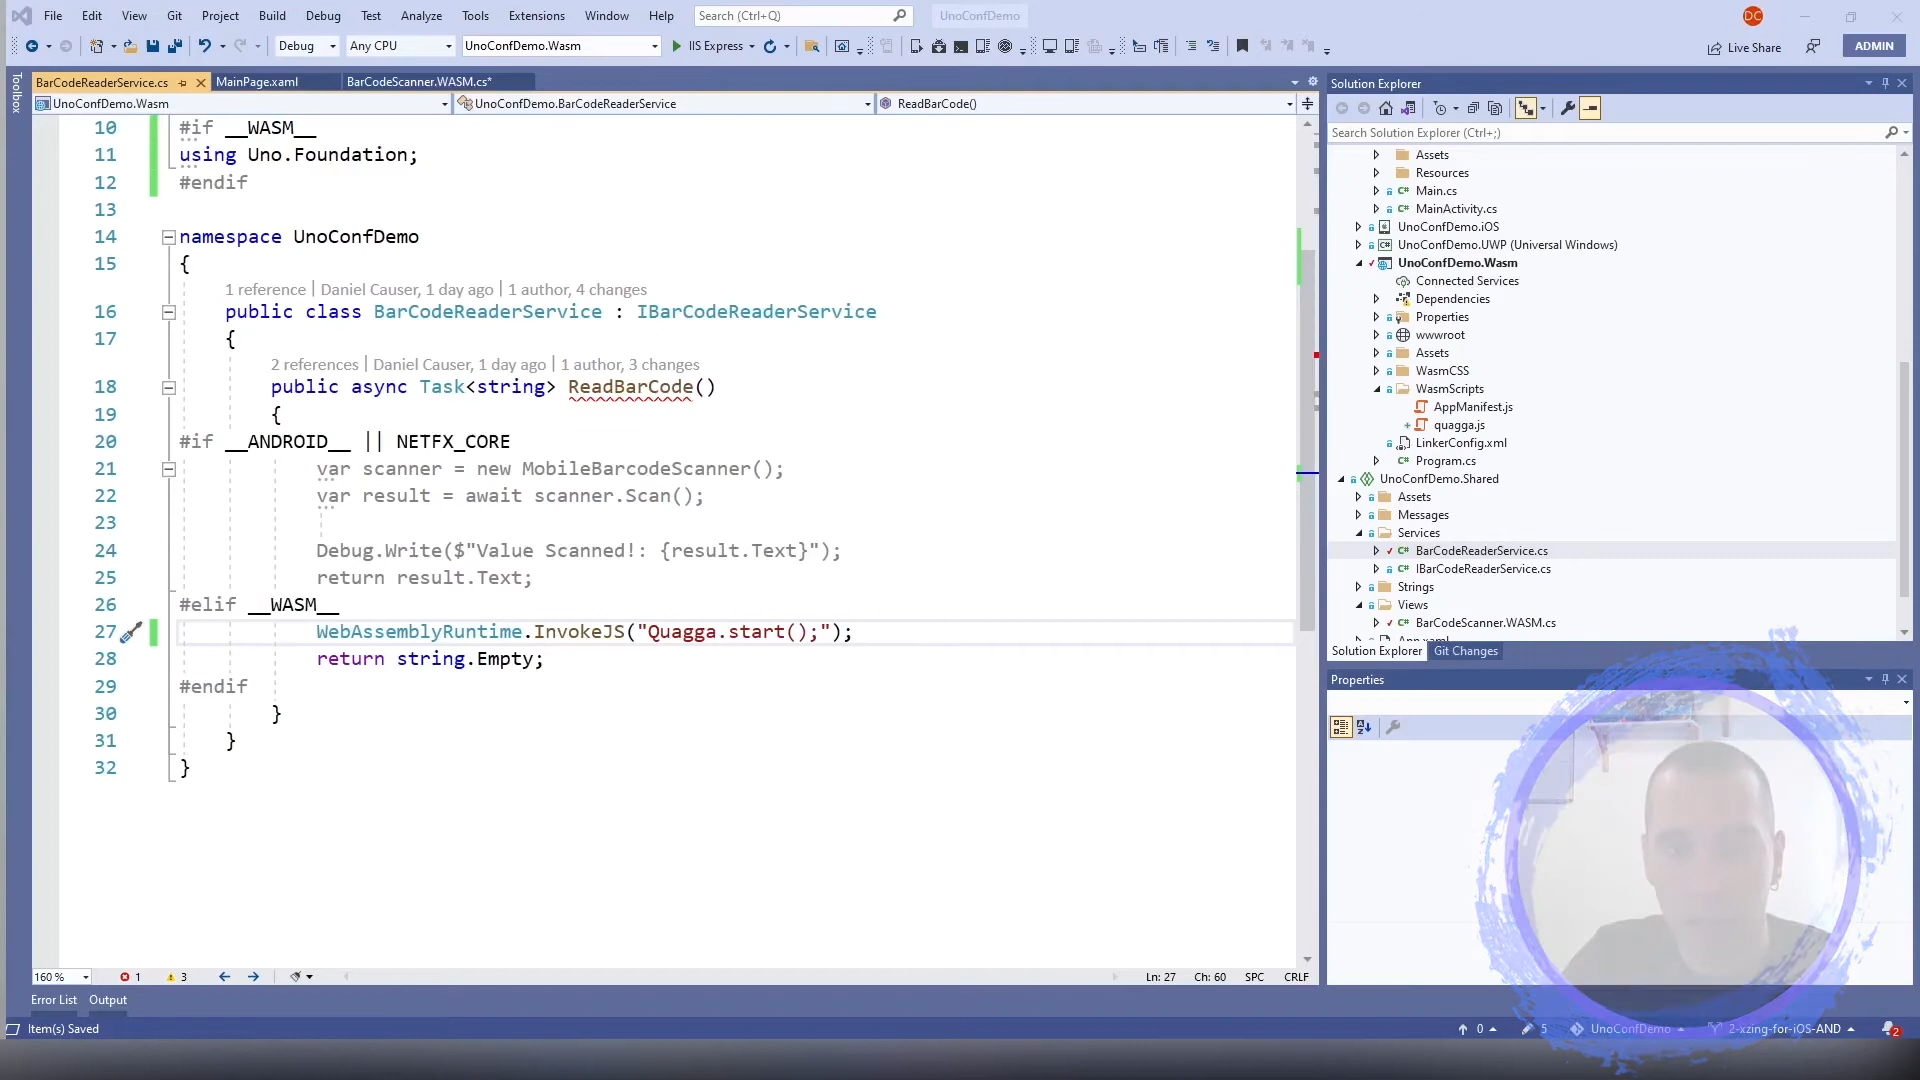 File Edit View Git Project Build Debug Test Analyze Tools Extensions Window Help Search (Ctrl+Q) UnoConfDemo DC
Debug Any CPU UnoConfDemo.Wasm IIS Express Live Share ADMIN
Toolbox
BarCodeReaderService.cs MainPage.xaml BarCodeScanner.WASM.cs*
UnoConfDemo.Wasm UnoConfDemo.BarCodeReaderService ReadBarCode()
10 #if __WASM__
11 using Uno.Foundation;
12 #endif
13
14 namespace UnoConfDemo
15 {
1 reference | Daniel Causer, 1 day ago | 1 author, 4 changes
16 public class BarCodeReaderService : IBarCodeReaderService
17 {
2 references | Daniel Causer, 1 day ago | 1 author, 3 changes
18 public async Task<string> ReadBarCode()
19 {
20 #if __ANDROID__ || NETFX_CORE
21 var scanner = new MobileBarcodeScanner();
22 var result = await scanner.Scan();
23
24 Debug.Write($"Value Scanned!: {result.Text}");
25 return result.Text;
26 #elif __WASM__
27 WebAssemblyRuntime.InvokeJS("Quagga.start();");
28 return string.Empty;
29 #endif
30 }
31 }
32 }
160 % 1 3 Ln: 27 Ch: 60 SPC CRLF
Error List Output
Item(s) Saved 0 5 UnoConfDemo 2-xzing-for-iOS-AND 2
Solution Explorer
Search Solution Explorer (Ctrl+;)
Assets
Resources
C# Main.cs
C# MainActivity.cs
UnoConfDemo.iOS
UnoConfDemo.UWP (Universal Windows)
UnoConfDemo.Wasm
Connected Services
Dependencies
Properties
wwwroot
Assets
WasmCSS
WasmScripts
AppManifest.js
quagga.js
LinkerConfig.xml
C# Program.cs
UnoConfDemo.Shared
Assets
Messages
Services
C# BarCodeReaderService.cs
C# IBarCodeReaderService.cs
Strings
Views
C# BarCodeScanner.WASM.cs
App.xaml
Solution Explorer Git Changes
Properties